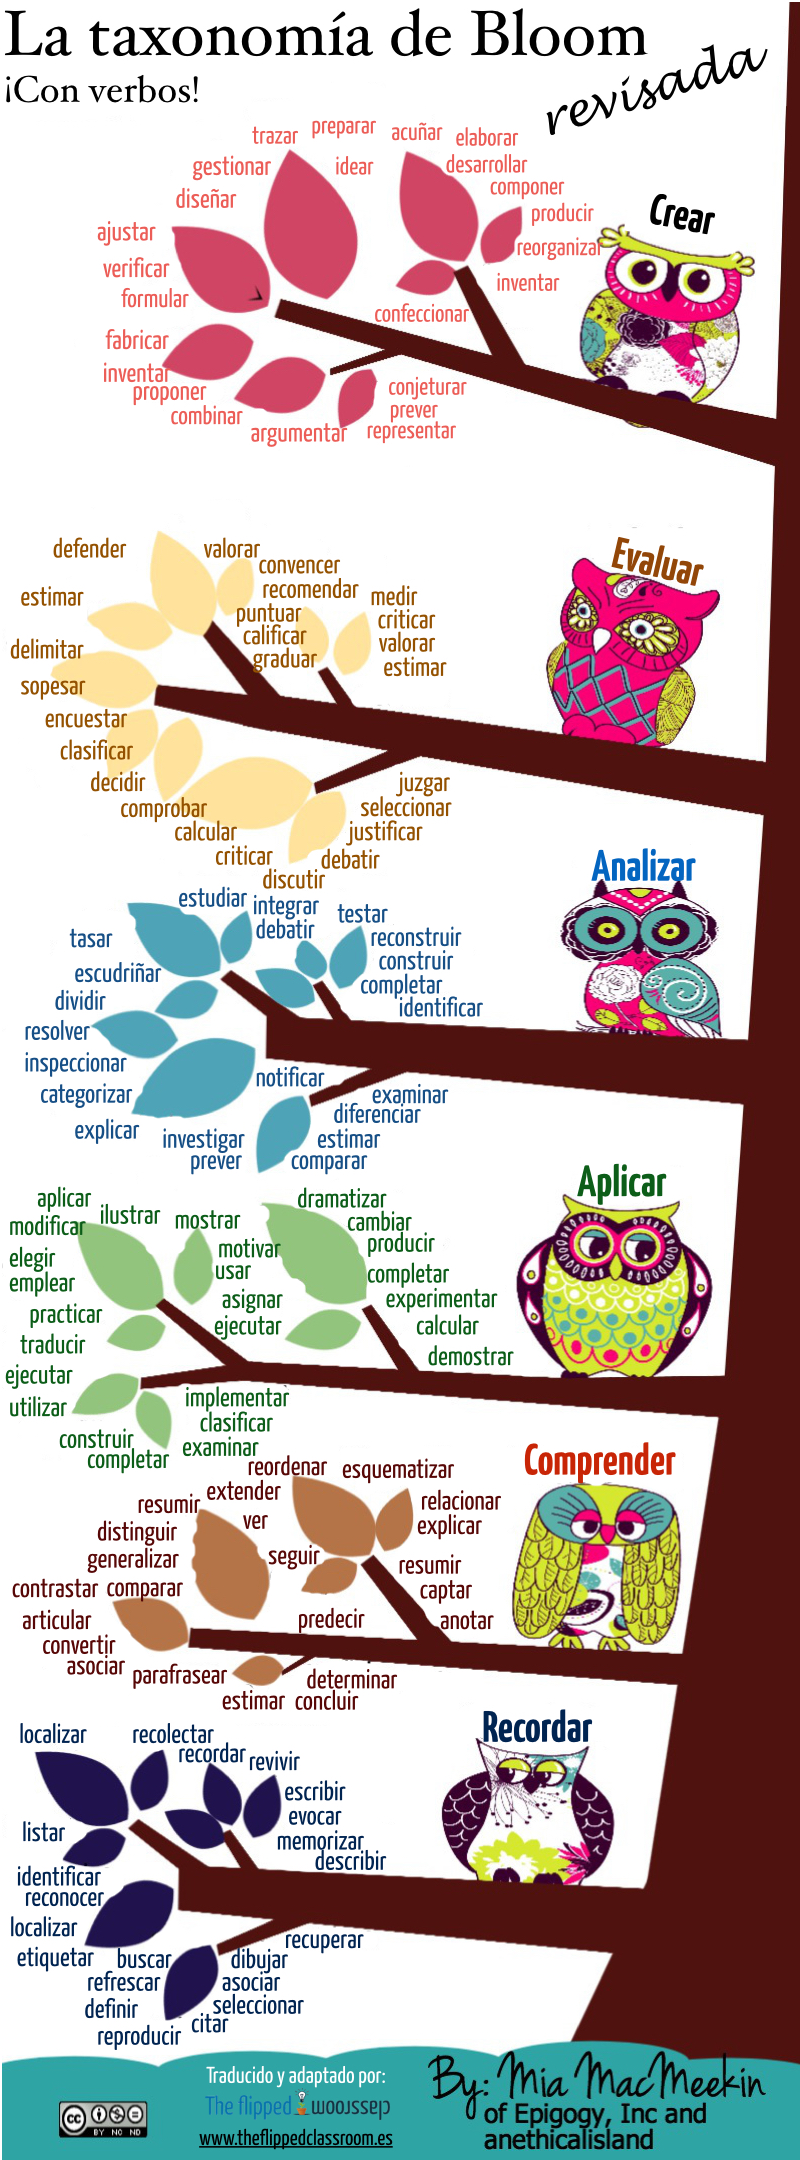 La taxonomía de Bloom
revisada
¡Con verbos!
Crear
trazar
preparar
acuñar
elaborar
gestionar
idear
desarrollar
diseñar
componer
producir
ajustar
reorganizar
verificar
inventar
formular
confeccionar
fabricar
inventar
proponer
conjeturar
combinar
prever
argumentar
representar
Evaluar
defender
valorar
convencer
recomendar
estimar
medir
puntuar
criticar
calificar
valorar
delimitar
graduar
estimar
sopesar
encuestar
clasificar
decidir
juzgar
comprobar
seleccionar
calcular
justificar
criticar
debatir
discutir
Analizar
estudiar
integrar
testar
debatir
tasar
reconstruir
construir
escudriñar
completar
dividir
identificar
resolver
inspeccionar
notificar
categorizar
examinar
diferenciar
explicar
investigar
estimar
prever
comparar
Aplicar
aplicar
ilustrar
mostrar
dramatizar
modificar
cambiar
motivar
producir
elegir
usar
completar
emplear
asignar
experimentar
practicar
ejecutar
calcular
traducir
demostrar
ejecutar
utilizar
implementar
clasificar
construir
examinar
completar
Comprender
reordenar
esquematizar
extender
resumir
relacionar
ver
explicar
distinguir
generalizar
seguir
resumir
contrastar
comparar
captar
articular
predecir
anotar
convertir
asociar
parafrasear
determinar
estimar
concluir
Recordar
localizar
recolectar
recordar
revivir
escribir
evocar
listar
memorizar
describir
identificar
reconocer
localizar
recuperar
etiquetar
buscar
dibujar
refrescar
asociar
definir
seleccionar
citar
reproducir
Traducido y adaptado por:
The flipped classroom
www.theflippedclassroom.es
By: Mia MacMeekin
of Epigogy, Inc and
anethicalisland
cc
BY NC ND